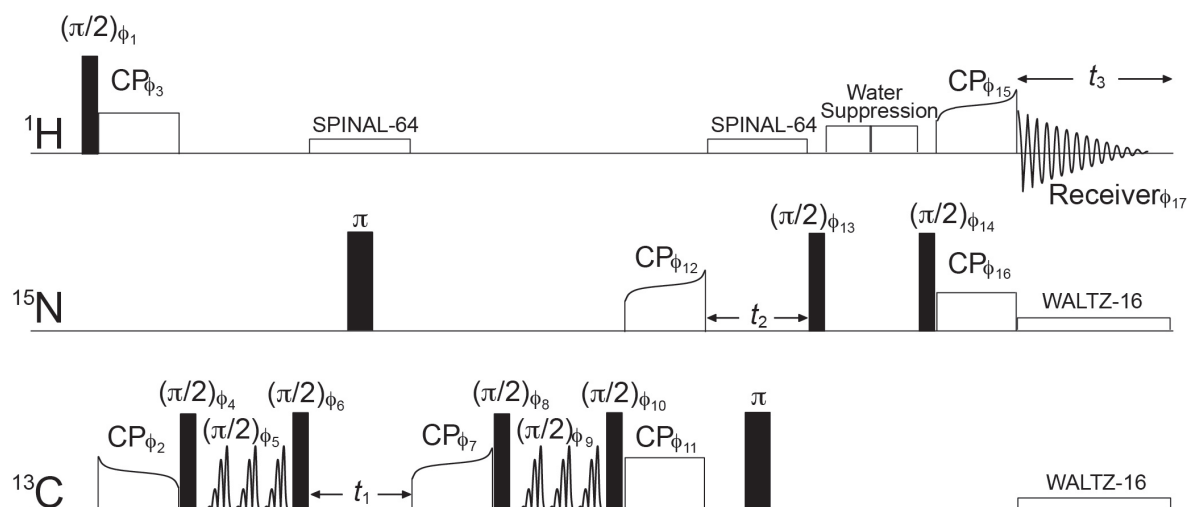 (π/2)ϕ1
CPϕ3
SPINAL-64
SPINAL-64
Water
Suppression
CPϕ15
t3
1H
Receiverϕ17
π
CPϕ12
(π/2)ϕ13
(π/2)ϕ14
CPϕ16
15N
t2
WALTZ-16
(π/2)ϕ4
(π/2)ϕ6
(π/2)ϕ8
(π/2)ϕ10
π
CPϕ2
(π/2)ϕ5
CPϕ7
(π/2)ϕ9
CPϕ11
13C
t1
WALTZ-16